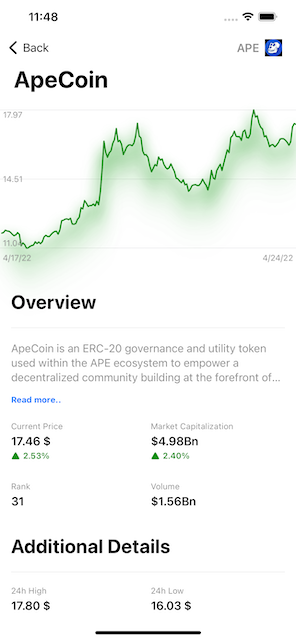 11:48
Back
APE
ApeCoin
17.97
14.51
11.04
4/17/22 4/24/22
Overview
ApeCoin is an ERC-20 governance and utility token
used within the APE ecosystem to empower a
decentralized community building at the forefront of...
Read more..
Current Price Market Capitalization
17.46 $ $4.98Bn
2.53% 2.40%
Rank Volume
31 $1.56Bn
Additional Details
24h High 24h Low
17.80 $ 16.03 $